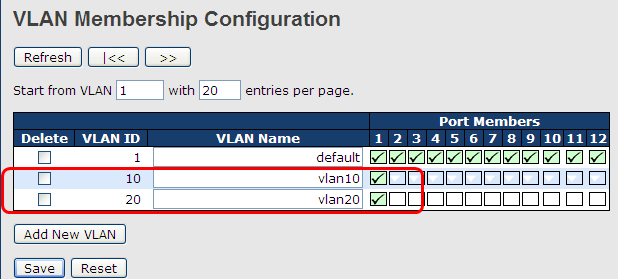 VLAN Membership Configuration
Refresh |<< >>
Start from VLAN 1 with 20 entries per page.
Port Members
Delete VLAN ID VLAN Name 1 2 3 4 5 6 7 8 9 10 11 12
1 default
10 vlan10
20 vlan20
Add New VLAN
Save Reset